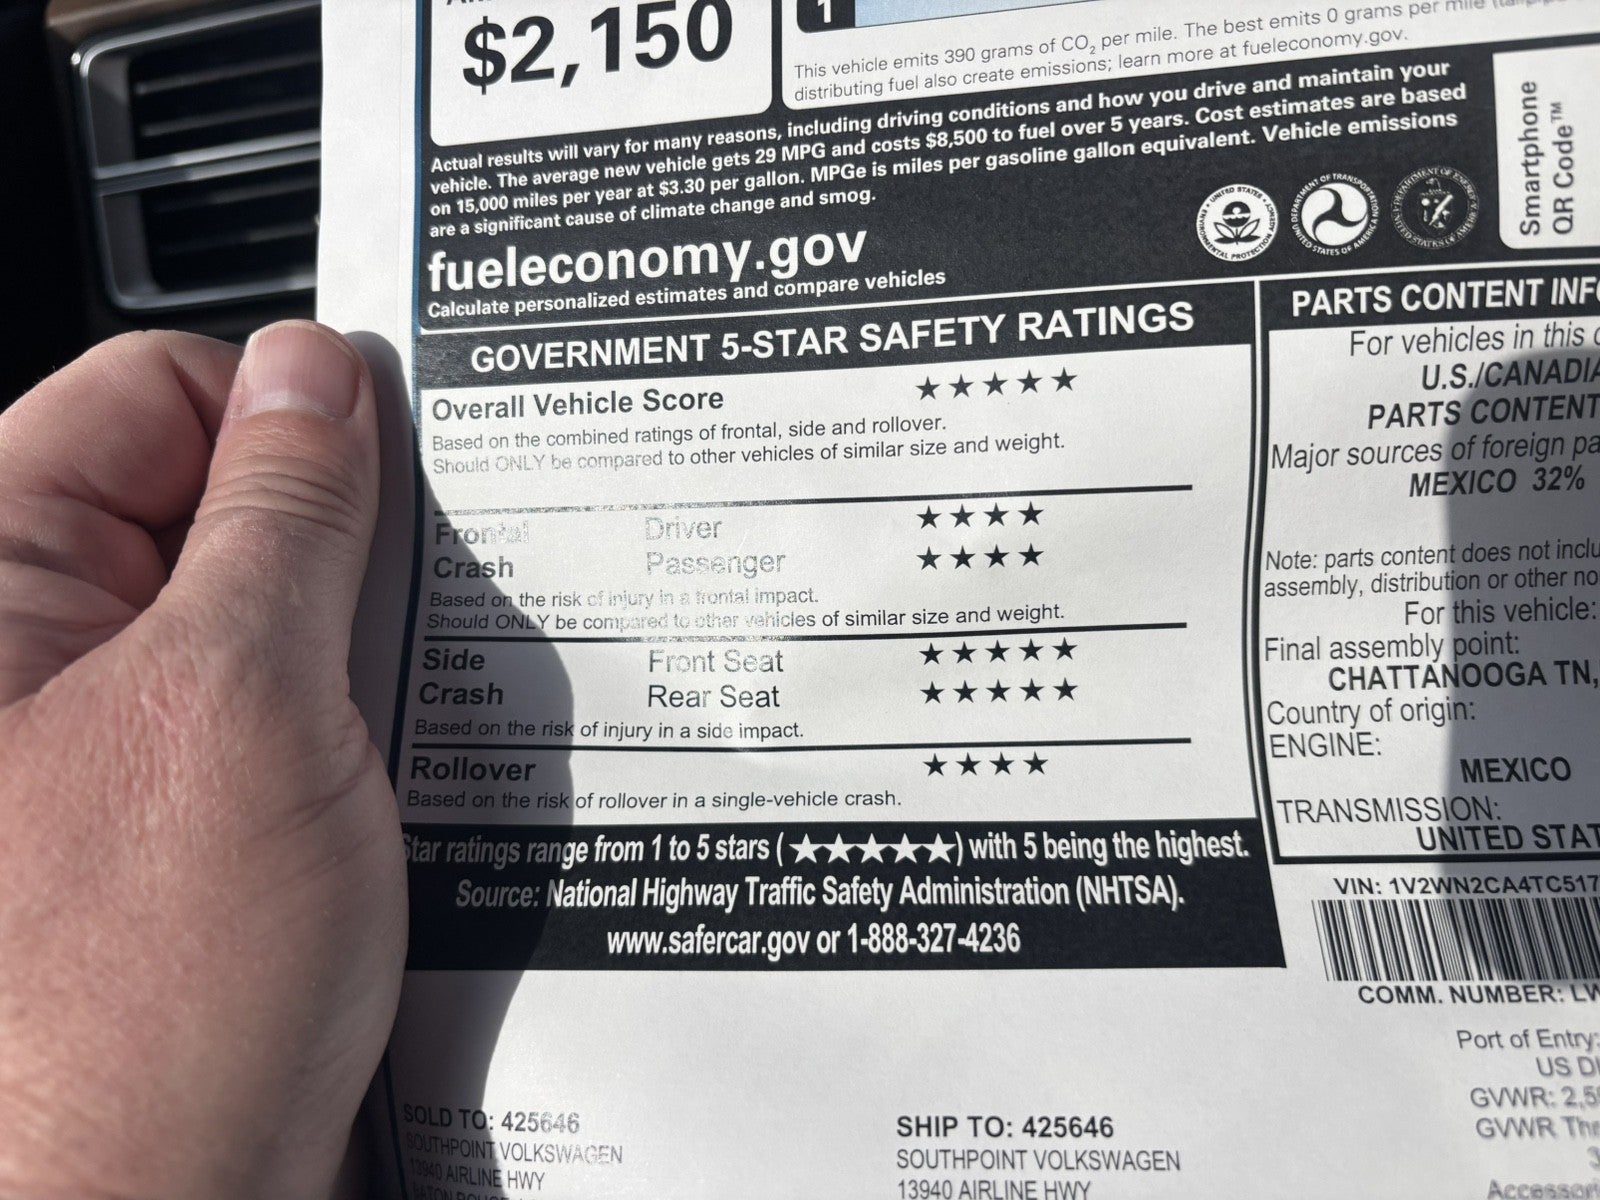 $2,150
1
This vehicle emits 390 grams of CO2 per mile. The best emits 0 grams per mile
distributing fuel also create emissions; learn more at fueleconomy.gov.
Actual results will vary for many reasons, including driving conditions and how you drive and maintain your
vehicle. The average new vehicle gets 29 MPG and costs $8,500 to fuel over 5 years. Cost estimates are based
on 15,000 miles per year at $3.30 per gallon. MPGe is miles per gasoline gallon equivalent. Vehicle emissions
are a significant cause of climate change and smog.
fueleconomy.gov
Calculate personalized estimates and compare vehicles
Smartphone
QR Code™
GOVERNMENT 5-STAR SAFETY RATINGS
Overall Vehicle Score ★★★★★
Based on the combined ratings of frontal, side and rollover.
Should ONLY be compared to other vehicles of similar size and weight.
Frontal Driver ★★★★
Crash Passenger ★★★★
Based on the risk of injury in a frontal impact.
Should ONLY be compared to other vehicles of similar size and weight.
Side Front Seat ★★★★★
Crash Rear Seat ★★★★★
Based on the risk of injury in a side impact.
Rollover ★★★★
Based on the risk of rollover in a single-vehicle crash.
Star ratings range from 1 to 5 stars (★★★★★) with 5 being the highest.
Source: National Highway Traffic Safety Administration (NHTSA).
www.safercar.gov or 1-888-327-4236
PARTS CONTENT INF
For vehicles in this
U.S./CANADIA
PARTS CONTENT
Major sources of foreign pa
MEXICO 32%
Note: parts content does not inclu
assembly, distribution or other no
For this vehicle:
Final assembly point:
CHATTANOOGA TN,
Country of origin:
ENGINE:
MEXICO
TRANSMISSION:
UNITED STAT
VIN: 1V2WN2CA4TC517
COMM. NUMBER: LW
Port of Entry:
US
GVWR: 2,5
GVWR
SOLD TO: 425646
SOUTHPOINT VOLKSWAGEN
13940 AIRLINE HWY
SHIP TO: 425646
SOUTHPOINT VOLKSWAGEN
13940 AIRLINE HWY